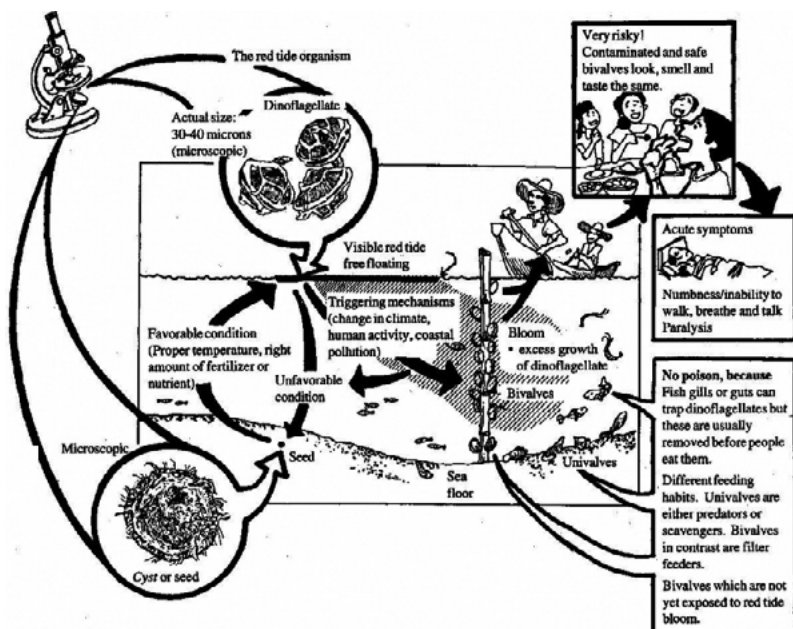 The red tide organism
Actual size:
30-40 microns
(microscopic)
Dinoflagellate
Very risky!
Contaminated and safe
bivalves look, smell and
taste the same.
Acute symptoms
Numbness/inability to
walk, breathe and talk
Paralysis
Visible red tide
free floating
Triggering mechanisms
(change in climate,
human activity, coastal
pollution)
Favorable condition
(Proper temperature, right
amount of fertilizer or
nutrient)
Unfavorable
condition
Bloom
• excess growth
of dinoflagellate
Bivalves
Microscopic
Seed
Sea
floor
Univalves
Cyst or seed
No poison, because
Fish gills or guts can
trap dinoflagellates but
these are usually
removed before people
eat them.
Different feeding
habits. Univalves are
either predators or
scavengers. Bivalves
in contrast are filter
feeders.
Bivalves which are not
yet exposed to red tide
bloom.